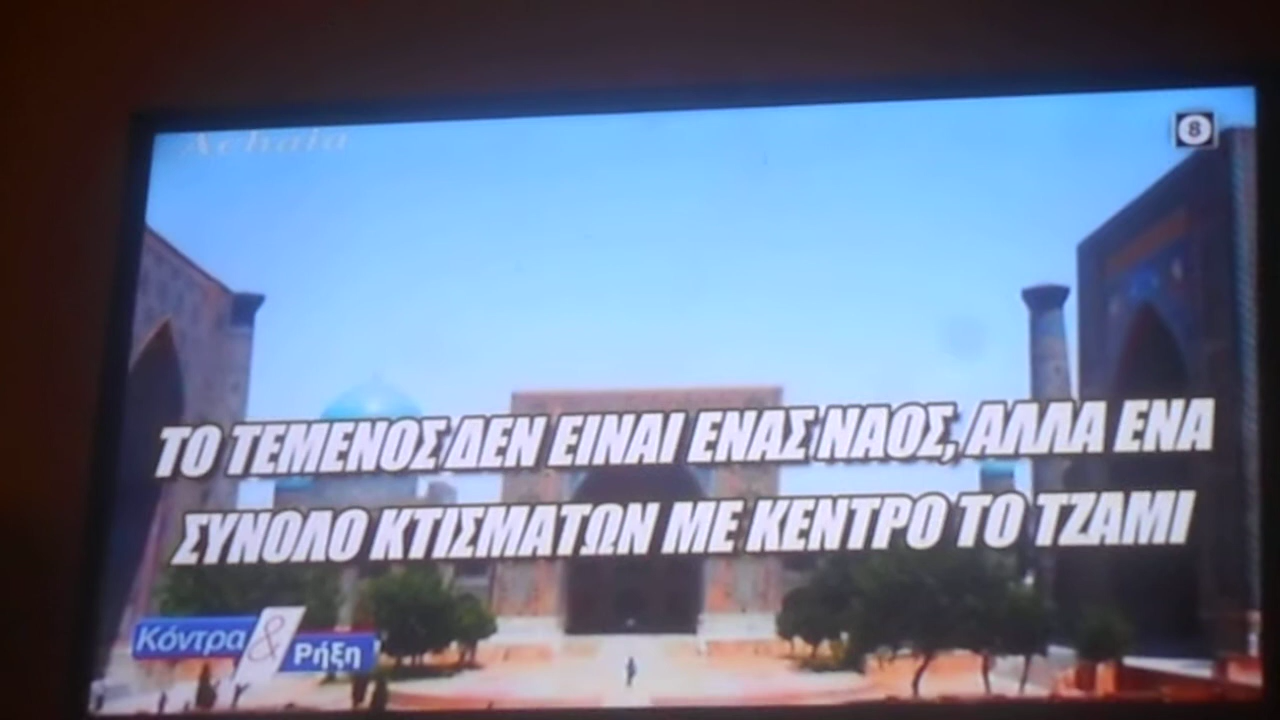 Achaia
8
ΤΟ ΤΕΜΕΝΟΣ ΔΕΝ ΕΙΝΑΙ ΕΝΑΣ ΝΑΟΣ, ΑΛΛΑ ΕΝΑ
ΣΥΝΟΛΟ ΚΤΙΣΜΑΤΩΝ ΜΕ ΚΕΝΤΡΟ ΤΟ ΤΖΑΜΙ
Κόντρα & Ρήξη